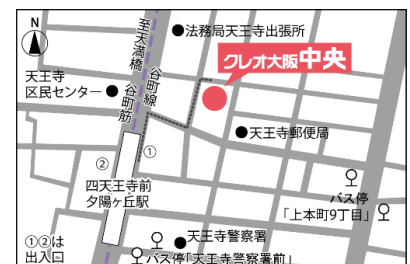 N
至天満橋
谷町線
谷町筋
法務局天王寺出張所
クレオ大阪中央
天王寺
区民センター
天王寺郵便局
①
②
四天王寺前
夕陽ヶ丘駅
バス停
「上本町9丁目」
天王寺警察署
バス停「天王寺警察署前」
①②は
出入口